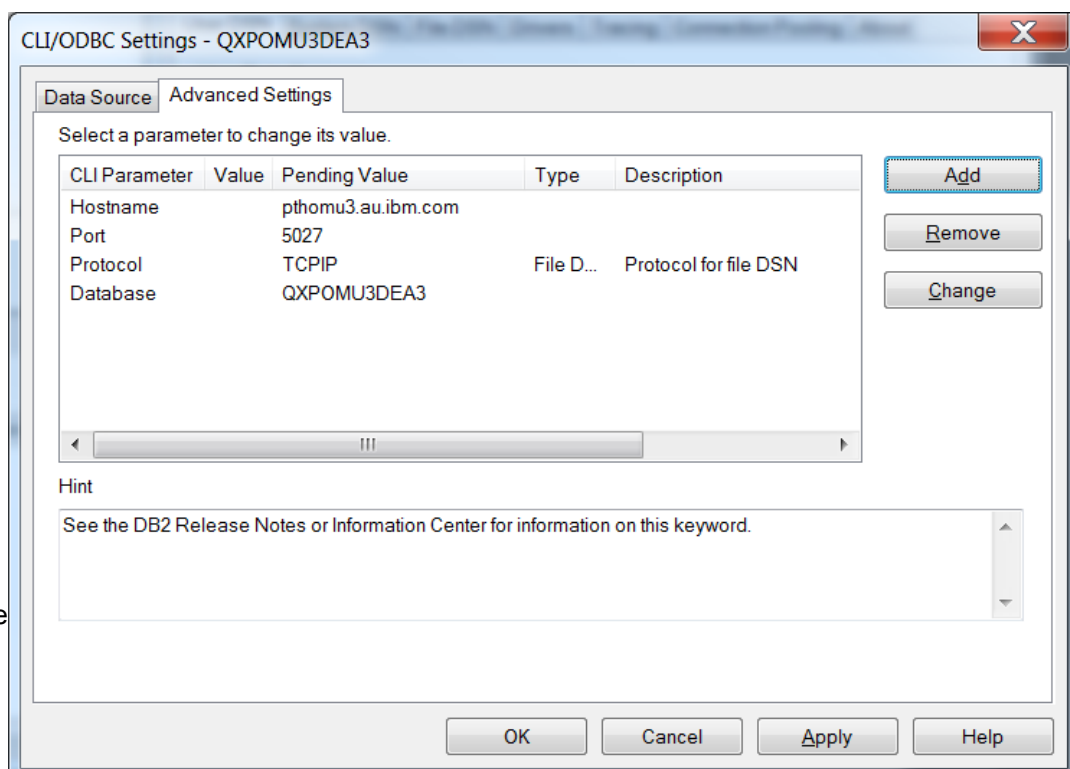 CLI/ODBC Settings - QXPOMU3DEA3
Data Source Advanced Settings
Select a parameter to change its value.
CLI Parameter Value Pending Value Type Description
Hostname pthomu3.au.ibm.com
Port 5027
Protocol TCPIP File D... Protocol for file DSN
Database QXPOMU3DEA3
Add
Remove
Change
Hint
See the DB2 Release Notes or Information Center for information on this keyword.
e
OK Cancel Apply Help